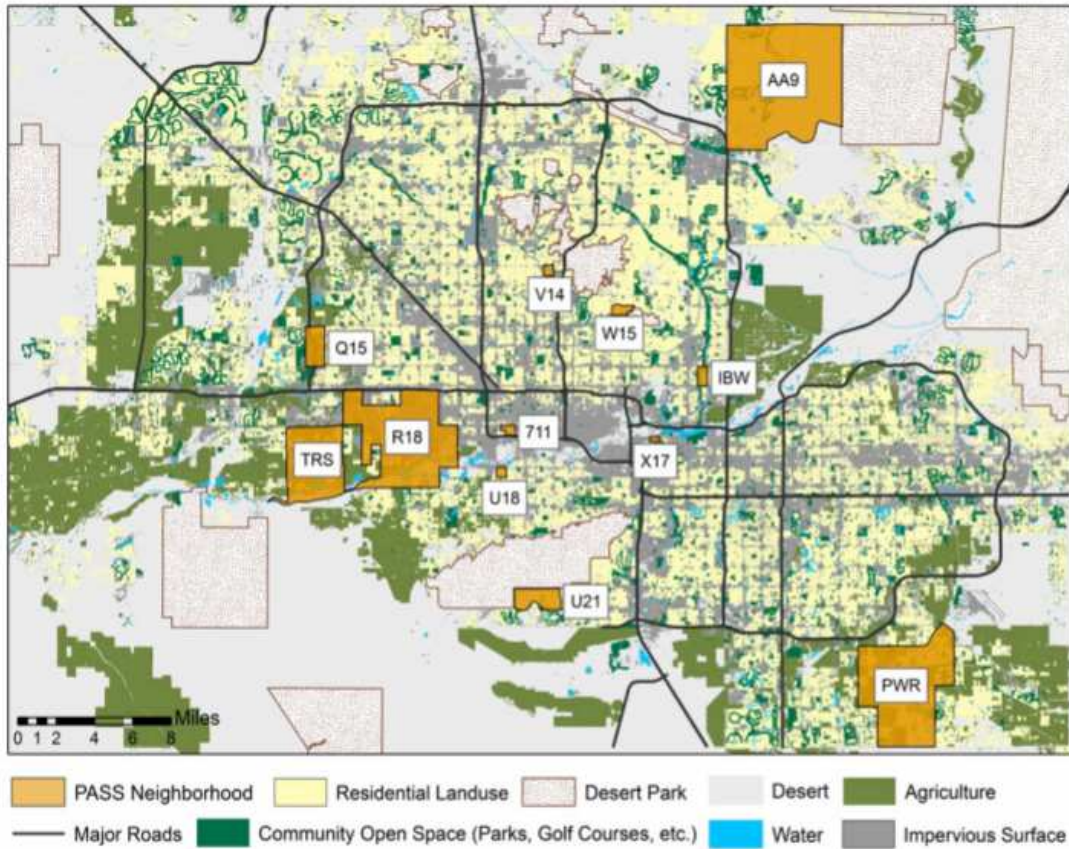 AA9
V14
W15
Q15
IBW
R18
711
TRS
X17
U18
U21
PWR
Miles
0 1 2 4 6 8
PASS Neighborhood Residential Landuse Desert Park Desert Agriculture
Major Roads Community Open Space (Parks, Golf Courses, etc.) Water Impervious Surface